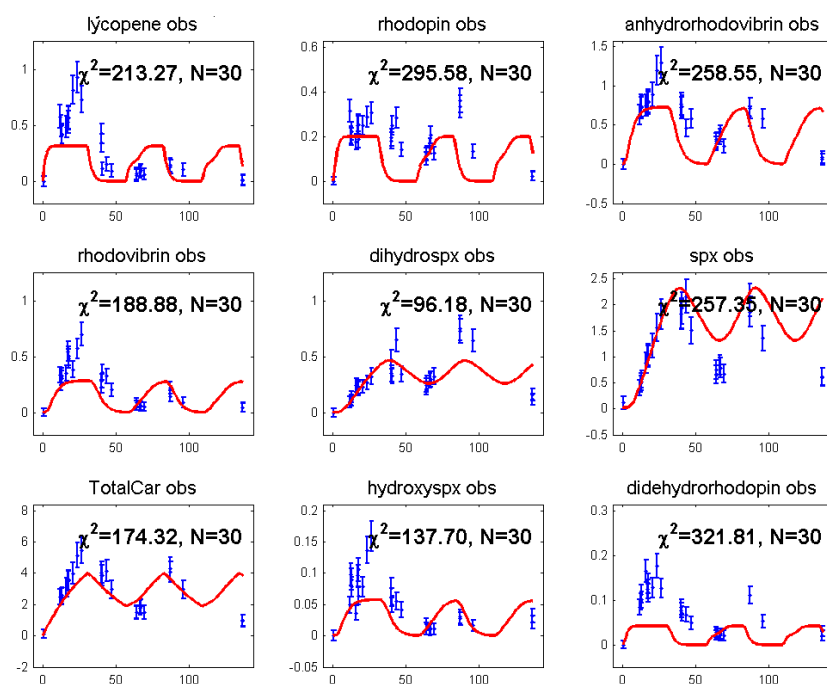 lýcopene obs
rhodopin obs
anhydrorhodovibrin obs
χ²=213.27, N=30
χ²=295.58, N=30
χ²=258.55, N=30
1
0.5
0
0 50 100
0.6
0.4
0.2
0
0 50 100
1.5
1
0.5
0
-0.5
0 50 100
rhodovibrin obs
dihydrospx obs
spx obs
χ²=188.88, N=30
χ²=96.18, N=30
χ²=257.35, N=30
1
0.5
0
0 50 100
1
0.5
0
0 50 100
2.5
2
1.5
1
0.5
0
-0.5
0 50 100
TotalCar obs
hydroxyspx obs
didehydrorhodopin obs
χ²=174.32, N=30
χ²=137.70, N=30
χ²=321.81, N=30
8
6
4
2
0
-2
0 50 100
0.2
0.15
0.1
0.05
0
-0.05
0 50 100
0.3
0.2
0.1
0
0 50 100